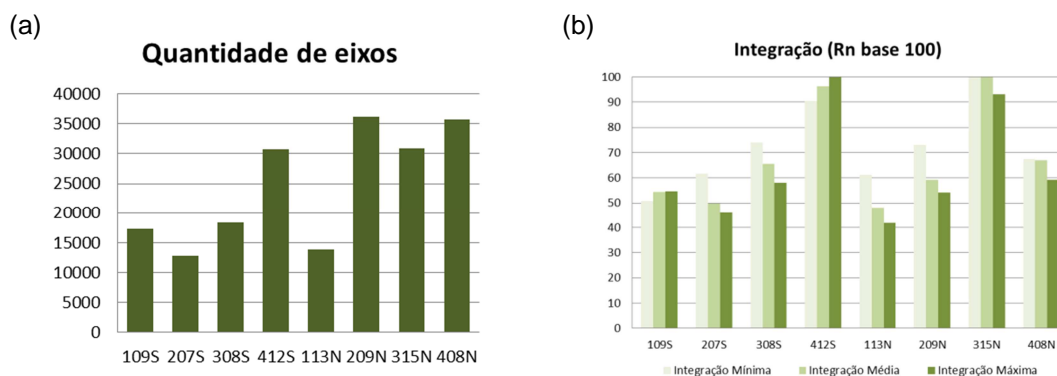 (a)
Quantidade de eixos
40000
35000
30000
25000
20000
15000
10000
5000
0
109S 207S 308S 412S 113N 209N 315N 408N
(b)
Integração (Rn base 100)
100
90
80
70
60
50
40
30
20
10
0
109S 207S 308S 412S 113N 209N 315N 408N
Integração Mínima Integração Média Integração Máxima